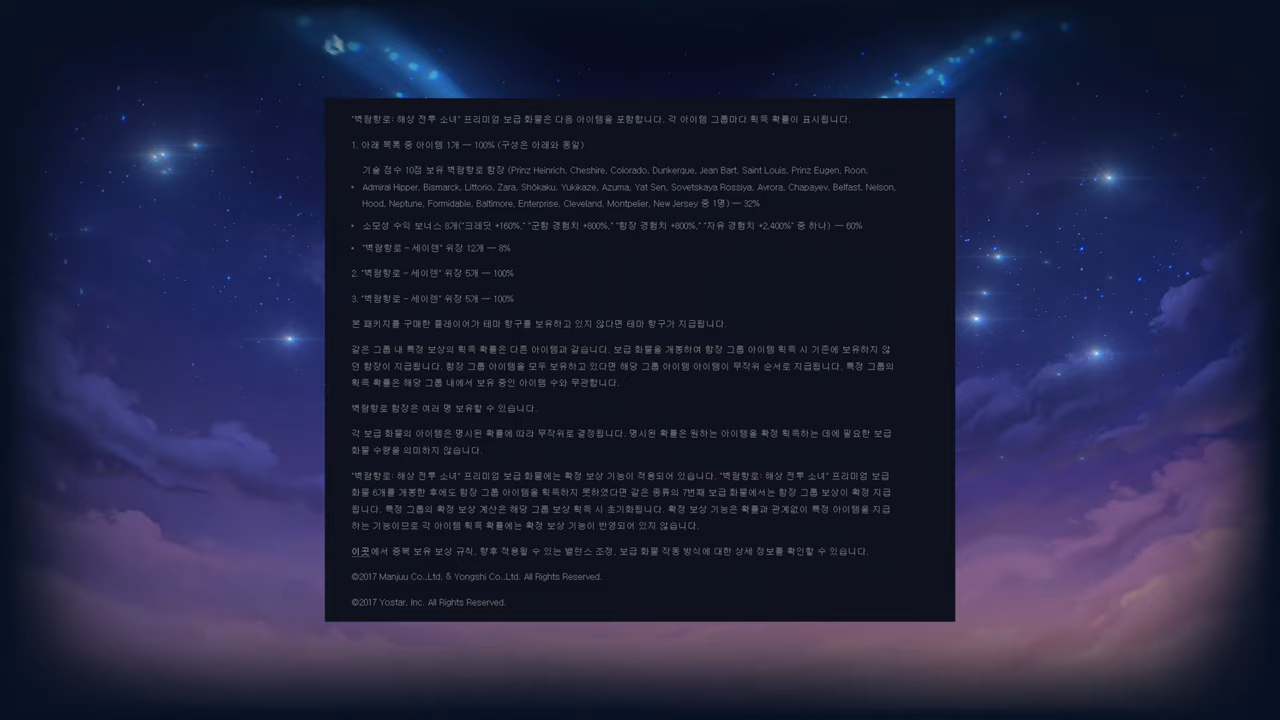 "벽람항로: 해상 전투 소녀" 프리미엄 보급 화물은 다음 아이템을 포함합니다. 각 아이템 그룹마다 획득 확률이 표시됩니다.
1. 아래 목록 중 아이템 1개 — 100% (구성은 아래와 동일)
기술 점수 10점 보유 벽람항로 함장 (Prinz Heinrich, Cheshire, Colorado, Dunkerque, Jean Bart, Saint Louis, Prinz Eugen, Roon,
• Admiral Hipper, Bismarck, Littorio, Zara, Shōkaku, Yukikaze, Azuma, Yat Sen, Sovetskaya Rossiya, Avrora, Chapayev, Belfast, Nelson,
Hood, Neptune, Formidable, Baltimore, Enterprise, Cleveland, Montpelier, New Jersey 중 1명) — 32%
• 소모성 수익 보너스 8개("크레딧 +160%," "군함 경험치 +800%," "함장 경험치 +800%," "자유 경험치 +2,400%" 중 하나) — 60%
• "벽람항로 – 세이렌" 위장 12개 — 8%
2. "벽람항로 – 세이렌" 위장 5개 — 100%
3. "벽람항로 – 세이렌" 위장 5개 — 100%
본 패키지를 구매한 플레이어가 테마 항구를 보유하고 있지 않다면 테마 항구가 지급됩니다.
같은 그룹 내 특정 보상의 획득 확률은 다른 아이템과 같습니다. 보급 화물을 개봉하여 함장 그룹 아이템 획득 시 기존에 보유하지 않
던 함장이 지급됩니다. 함장 그룹 아이템을 모두 보유하고 있다면 해당 그룹 아이템 아이템이 무작위 순서로 지급됩니다. 특정 그룹의
획득 확률은 해당 그룹 내에서 보유 중인 아이템 수와 무관합니다.
벽람항로 함장은 여러 명 보유할 수 있습니다.
각 보급 화물의 아이템은 명시된 확률에 따라 무작위로 결정됩니다. 명시된 확률은 원하는 아이템을 확정 획득하는 데에 필요한 보급
화물 수량을 의미하지 않습니다.
"벽람항로: 해상 전투 소녀" 프리미엄 보급 화물에는 확정 보상 기능이 적용되어 있습니다. "벽람항로: 해상 전투 소녀" 프리미엄 보급
화물 6개를 개봉한 후에도 함장 그룹 아이템을 획득하지 못하였다면 같은 종류의 7번째 보급 화물에서는 함장 그룹 보상이 확정 지급
됩니다. 특정 그룹의 확정 보상 계산은 해당 그룹 보상 획득 시 초기화됩니다. 확정 보상 기능은 확률과 관계없이 특정 아이템을 지급
하는 기능이므로 각 아이템 획득 확률에는 확정 보상 기능이 반영되어 있지 않습니다.
이곳에서 중복 보유 보상 규칙, 향후 적용될 수 있는 밸런스 조정, 보급 화물 작동 방식에 대한 상세 정보를 확인할 수 있습니다.
©2017 Manjuu Co.,Ltd. & Yongshi Co.,Ltd. All Rights Reserved.
©2017 Yostar, Inc. All Rights Reserved.